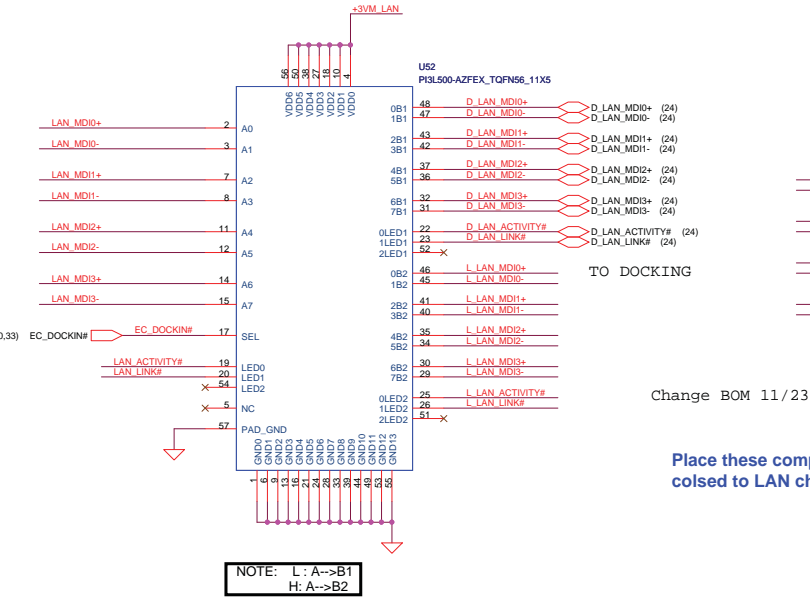 +3VM_LAN
U52
PI3L500-AZFEX_TQFN56_11X5
56 50 38 27 18 10 4
VDD6 VDD5 VDD4 VDD3 VDD2 VDD1 VDD0
LAN_MDI0+ 2 A0
LAN_MDI0- 3 A1
LAN_MDI1+ 7 A2
LAN_MDI1- 8 A3
LAN_MDI2+ 11 A4
LAN_MDI2- 12 A5
LAN_MDI3+ 14 A6
LAN_MDI3- 15 A7
0,33) EC_DOCKIN# EC_DOCKIN# 17 SEL
LAN_ACTIVITY# 19 LED0
LAN_LINK# 20 LED1
54 LED2
5 NC
57 PAD_GND
0B1 48 D_LAN_MDI0+ D_LAN_MDI0+ (24)
1B1 47 D_LAN_MDI0- D_LAN_MDI0- (24)
2B1 43 D_LAN_MDI1+ D_LAN_MDI1+ (24)
3B1 42 D_LAN_MDI1- D_LAN_MDI1- (24)
4B1 37 D_LAN_MDI2+ D_LAN_MDI2+ (24)
5B1 36 D_LAN_MDI2- D_LAN_MDI2- (24)
6B1 32 D_LAN_MDI3+ D_LAN_MDI3+ (24)
7B1 31 D_LAN_MDI3- D_LAN_MDI3- (24)
0LED1 22 D_LAN_ACTIVITY# D_LAN_ACTIVITY# (24)
1LED1 23 D_LAN_LINK# D_LAN_LINK# (24)
2LED1 52
TO DOCKING
0B2 46 L_LAN_MDI0+
1B2 45 L_LAN_MDI0-
2B2 41 L_LAN_MDI1+
3B2 40 L_LAN_MDI1-
4B2 35 L_LAN_MDI2+
5B2 34 L_LAN_MDI2-
6B2 30 L_LAN_MDI3+
7B2 29 L_LAN_MDI3-
0LED2 25 L_LAN_ACTIVITY#
1LED2 26 L_LAN_LINK#
2LED2 51
GND0 GND1 GND2 GND3 GND4 GND5 GND6 GND7 GND8 GND9 GND10 GND11 GND12 GND13
1 6 9 13 16 21 24 28 33 39 44 49 53 55
Change BOM 11/23
Place these comp
colsed to LAN ch
NOTE: L : A-->B1
H: A-->B2